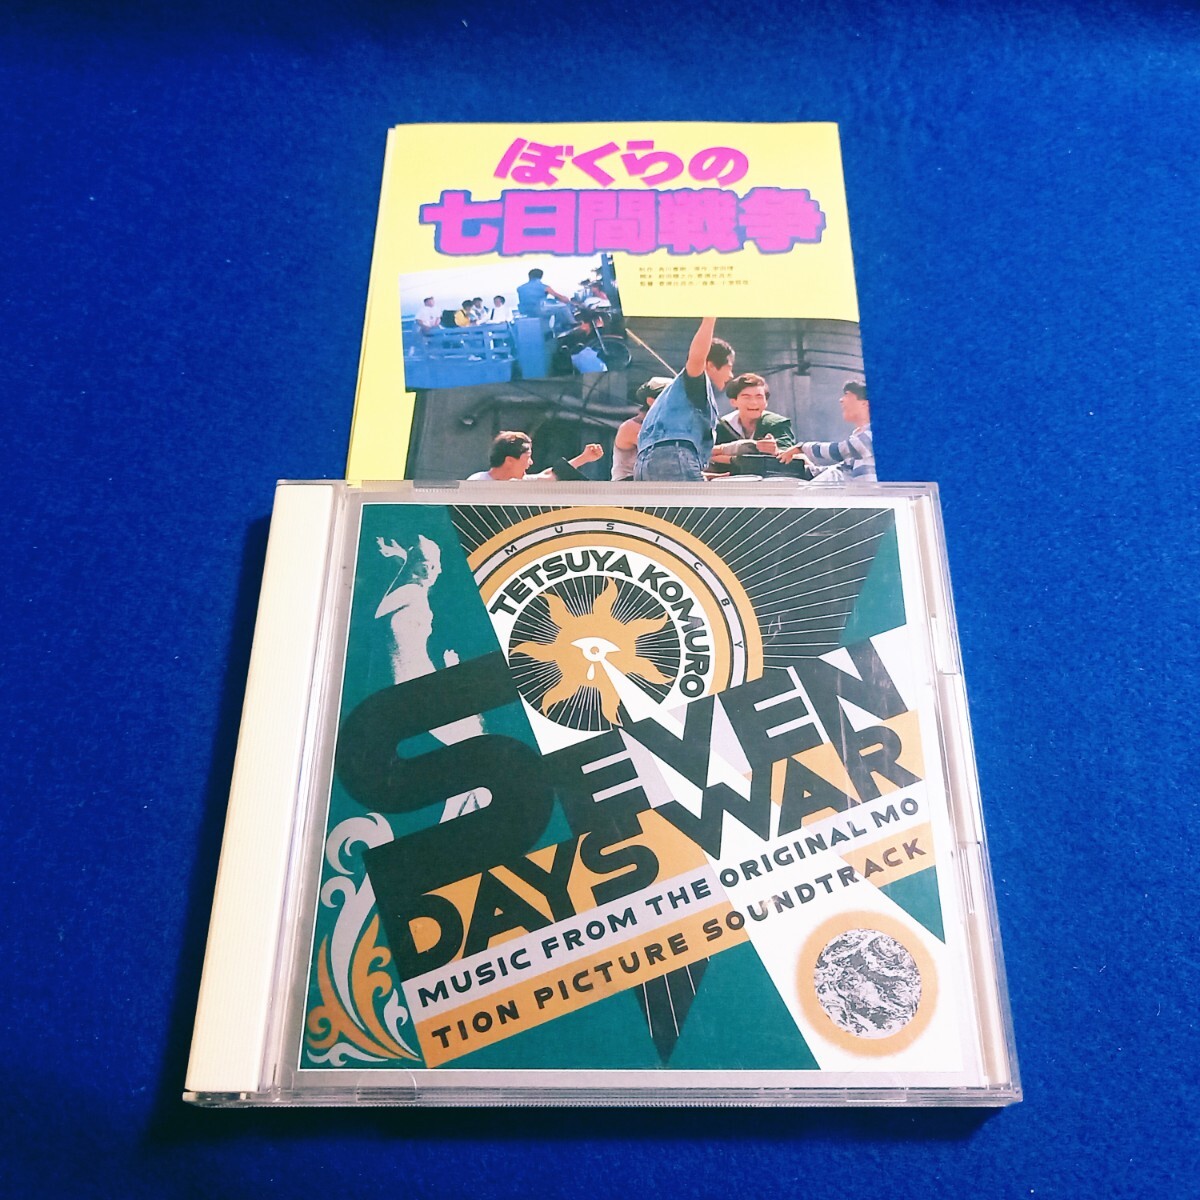 ぼくらの
七日間戦争
MUSIC BY
TETSUYA KOMURO
SEVEN
DAYS WAR
MUSIC FROM THE ORIGINAL MO
TION PICTURE SOUNDTRACK